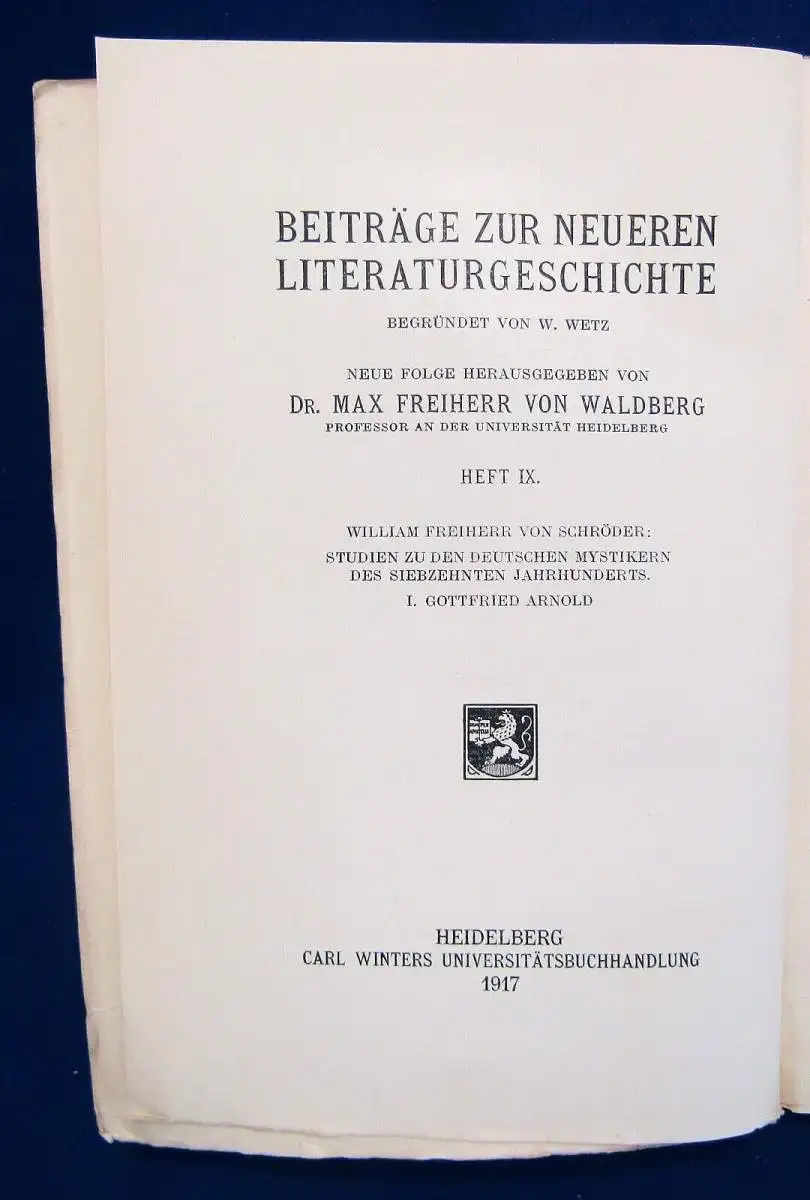 BEITRÄGE ZUR NEUEREN
LITERATURGESCHICHTE
BEGRÜNDET VON W. WETZ
NEUE FOLGE HERAUSGEGEBEN VON
DR. MAX FREIHERR VON WALDBERG
PROFESSOR AN DER UNIVERSITÄT HEIDELBERG
HEFT IX.
WILLIAM FREIHERR VON SCHRÖDER:
STUDIEN ZU DEN DEUTSCHEN MYSTIKERN
DES SIEBZEHNTEN JAHRHUNDERTS.
I. GOTTFRIED ARNOLD
HEIDELBERG
CARL WINTERS UNIVERSITÄTSBUCHHANDLUNG
1917